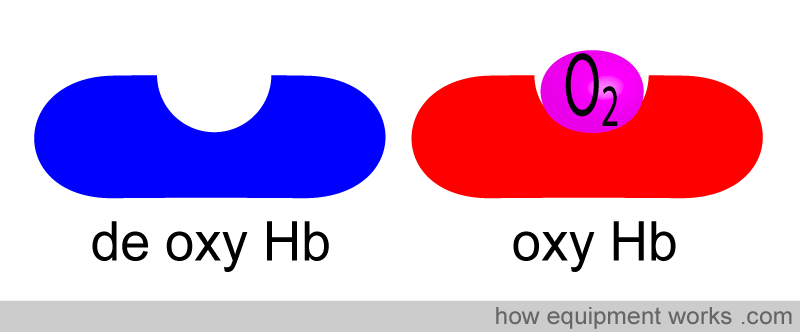 O2
de oxy Hb
oxy Hb
how equipment works .com